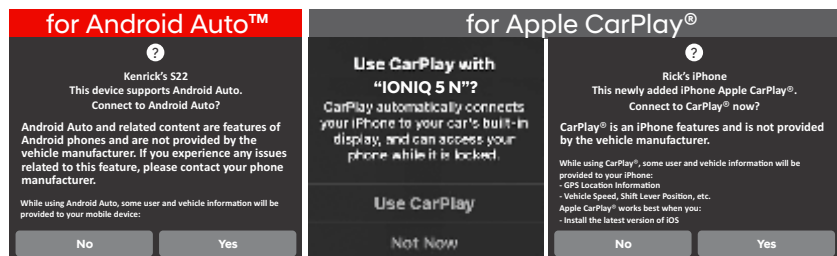 for Android Auto™
for Apple CarPlay®
?
Kenrick's S22
This device supports Android Auto.
Connect to Android Auto?
Android Auto and related content are features of
Android phones and are not provided by the
vehicle manufacturer. If you experience any issues
related to this feature, please contact your phone
manufacturer.
While using Android Auto, some user and vehicle information will be
provided to your mobile device:
No
Yes
Use CarPlay with
“IONIQ 5 N”?
CarPlay automatically connects
your iPhone to your car's built-in
display, and can access your
phone while it is locked.
Use CarPlay
Not Now
?
Rick's iPhone
This newly added iPhone Apple CarPlay®.
Connect to CarPlay® now?
CarPlay® is an iPhone features and is not provided
by the vehicle manufacturer.
While using CarPlay®, some user and vehicle information will be
provided to your iPhone:
- GPS Location Information
- Vehicle Speed, Shift Lever Position, etc.
Apple CarPlay® works best when you:
- Install the latest version of iOS
No
Yes